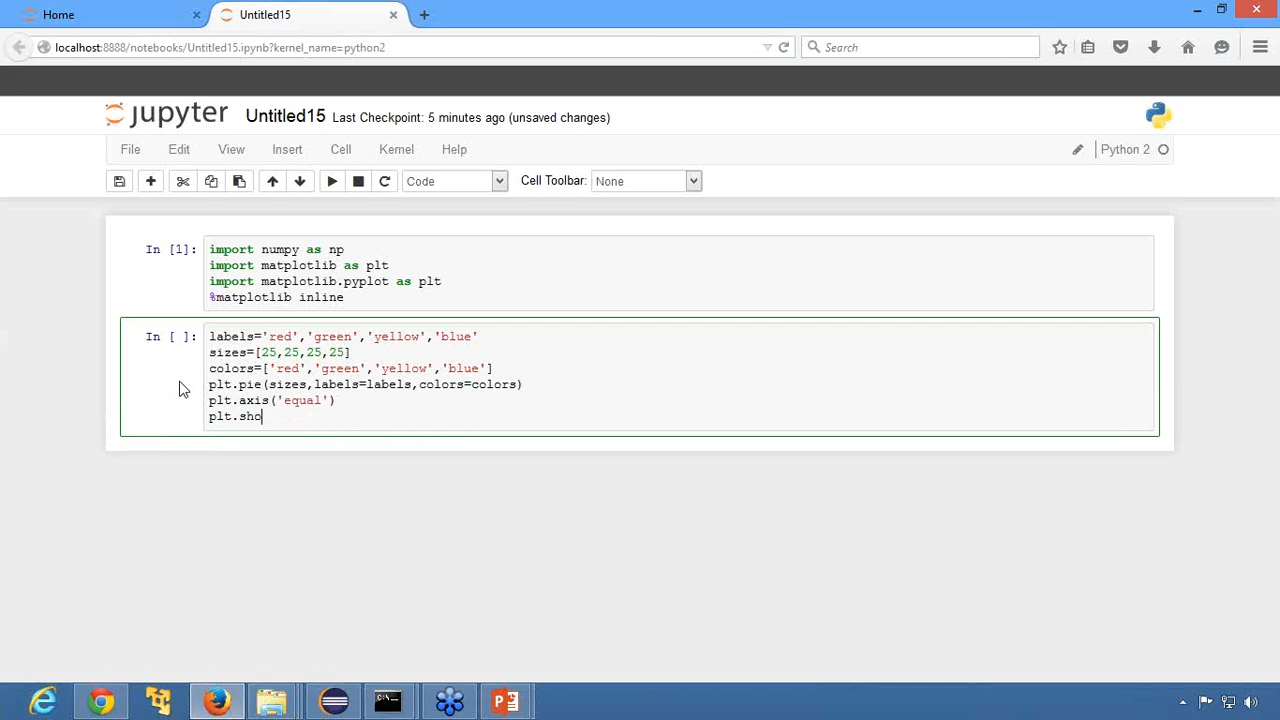 Home
Untitled15
localhost:8888/notebooks/Untitled15.ipynb?kernel_name=python2
Search
jupyter Untitled15 Last Checkpoint: 5 minutes ago (unsaved changes)
File Edit View Insert Cell Kernel Help
Python 2
Code
Cell Toolbar: None
In [1]:
import numpy as np
import matplotlib as plt
import matplotlib.pyplot as plt
%matplotlib inline
In [ ]:
labels='red','green','yellow','blue'
sizes=[25,25,25,25]
colors=['red','green','yellow','blue']
plt.pie(sizes,labels=labels,colors=colors)
plt.axis('equal')
plt.sho